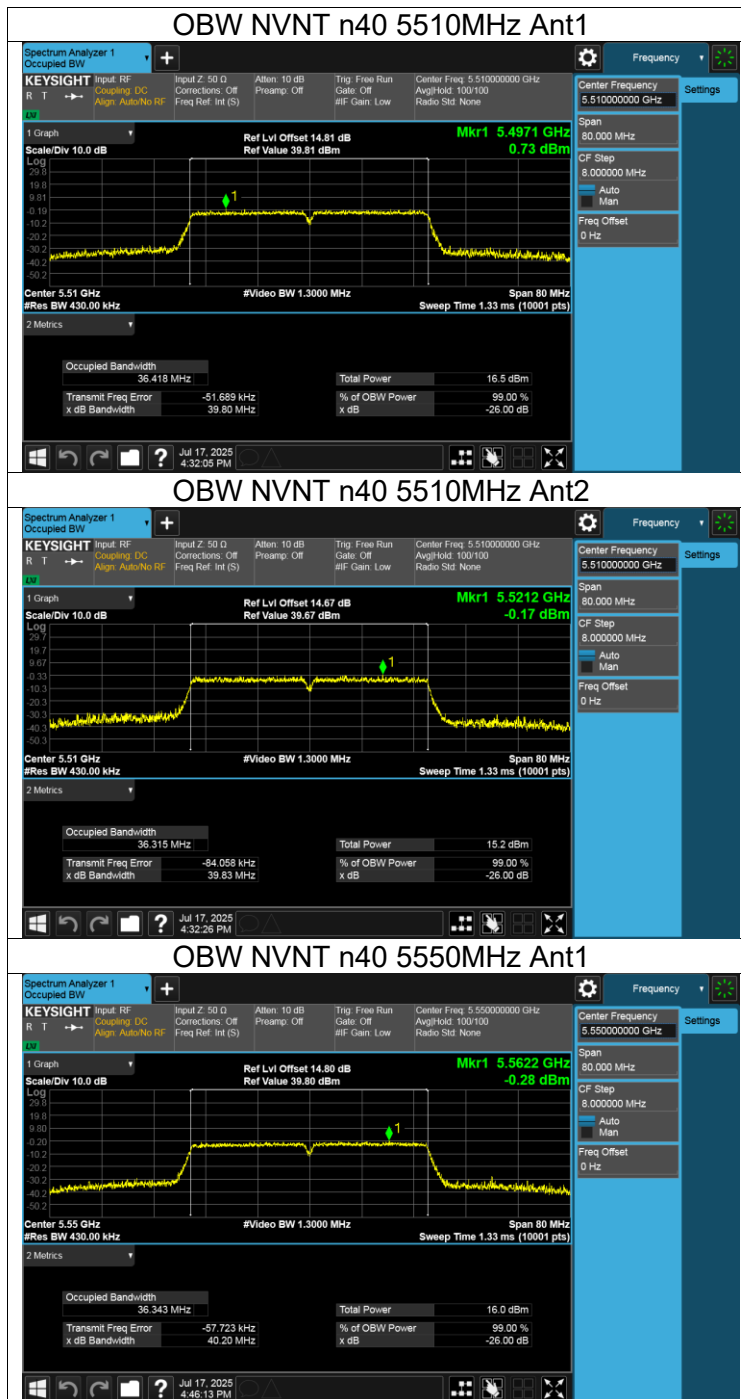 OBW NVNT n40 5510MHz Ant1
Spectrum Analyzer 1
Occupied BW
Frequency
KEYSIGHT Input: RF Input Z: 50 Ω Atten: 10 dB Trig: Free Run Center Freq: 5.510000000 GHz
R T Coupling: DC Corrections: Off Preamp: Off Gate: Off Avg|Hold: 100/100
Align: Auto/No RF Freq Ref: Int (S) #IF Gain: Low Radio Std: None
LXI
Center Frequency
5.510000000 GHz
Settings
Span
80.000 MHz
CF Step
8.000000 MHz
Auto
Man
Freq Offset
0 Hz
1 Graph
Ref Lvl Offset 14.81 dB
Mkr1 5.4971 GHz
Scale/Div 10.0 dB
Ref Value 39.81 dBm
0.73 dBm
Log
29.8
19.8
9.81
-0.19
-10.2
-20.2
-30.2
-40.2
-50.2
1
Center 5.51 GHz #Video BW 1.3000 MHz Span 80 MHz
#Res BW 430.00 kHz Sweep Time 1.33 ms (10001 pts)
2 Metrics
Occupied Bandwidth
36.418 MHz Total Power 16.5 dBm
Transmit Freq Error -51.689 kHz % of OBW Power 99.00 %
x dB Bandwidth 39.80 MHz x dB -26.00 dB
?
Jul 17, 2025
4:32:05 PM
OBW NVNT n40 5510MHz Ant2
Spectrum Analyzer 1
Occupied BW
Frequency
KEYSIGHT Input: RF Input Z: 50 Ω Atten: 10 dB Trig: Free Run Center Freq: 5.510000000 GHz
R T Coupling: DC Corrections: Off Preamp: Off Gate: Off Avg|Hold: 100/100
Align: Auto/No RF Freq Ref: Int (S) #IF Gain: Low Radio Std: None
LXI
Center Frequency
5.510000000 GHz
Settings
Span
80.000 MHz
CF Step
8.000000 MHz
Auto
Man
Freq Offset
0 Hz
1 Graph
Ref Lvl Offset 14.67 dB
Mkr1 5.5212 GHz
Scale/Div 10.0 dB
Ref Value 39.67 dBm
-0.17 dBm
Log
29.7
19.7
9.67
-0.33
-10.3
-20.3
-30.3
-40.3
-50.3
1
Center 5.51 GHz #Video BW 1.3000 MHz Span 80 MHz
#Res BW 430.00 kHz Sweep Time 1.33 ms (10001 pts)
2 Metrics
Occupied Bandwidth
36.315 MHz Total Power 15.2 dBm
Transmit Freq Error -84.058 kHz % of OBW Power 99.00 %
x dB Bandwidth 39.83 MHz x dB -26.00 dB
?
Jul 17, 2025
4:32:26 PM
OBW NVNT n40 5550MHz Ant1
Spectrum Analyzer 1
Occupied BW
Frequency
KEYSIGHT Input: RF Input Z: 50 Ω Atten: 10 dB Trig: Free Run Center Freq: 5.550000000 GHz
R T Coupling: DC Corrections: Off Preamp: Off Gate: Off Avg|Hold: 100/100
Align: Auto/No RF Freq Ref: Int (S) #IF Gain: Low Radio Std: None
LXI
Center Frequency
5.550000000 GHz
Settings
Span
80.000 MHz
CF Step
8.000000 MHz
Auto
Man
Freq Offset
0 Hz
1 Graph
Ref Lvl Offset 14.80 dB
Mkr1 5.5622 GHz
Scale/Div 10.0 dB
Ref Value 39.80 dBm
-0.28 dBm
Log
29.8
19.8
9.80
-0.20
-10.2
-20.2
-30.2
-40.2
-50.2
1
Center 5.55 GHz #Video BW 1.3000 MHz Span 80 MHz
#Res BW 430.00 kHz Sweep Time 1.33 ms (10001 pts)
2 Metrics
Occupied Bandwidth
36.343 MHz Total Power 16.0 dBm
Transmit Freq Error -57.723 kHz % of OBW Power 99.00 %
x dB Bandwidth 40.20 MHz x dB -26.00 dB
?
Jul 17, 2025
4:46:13 PM